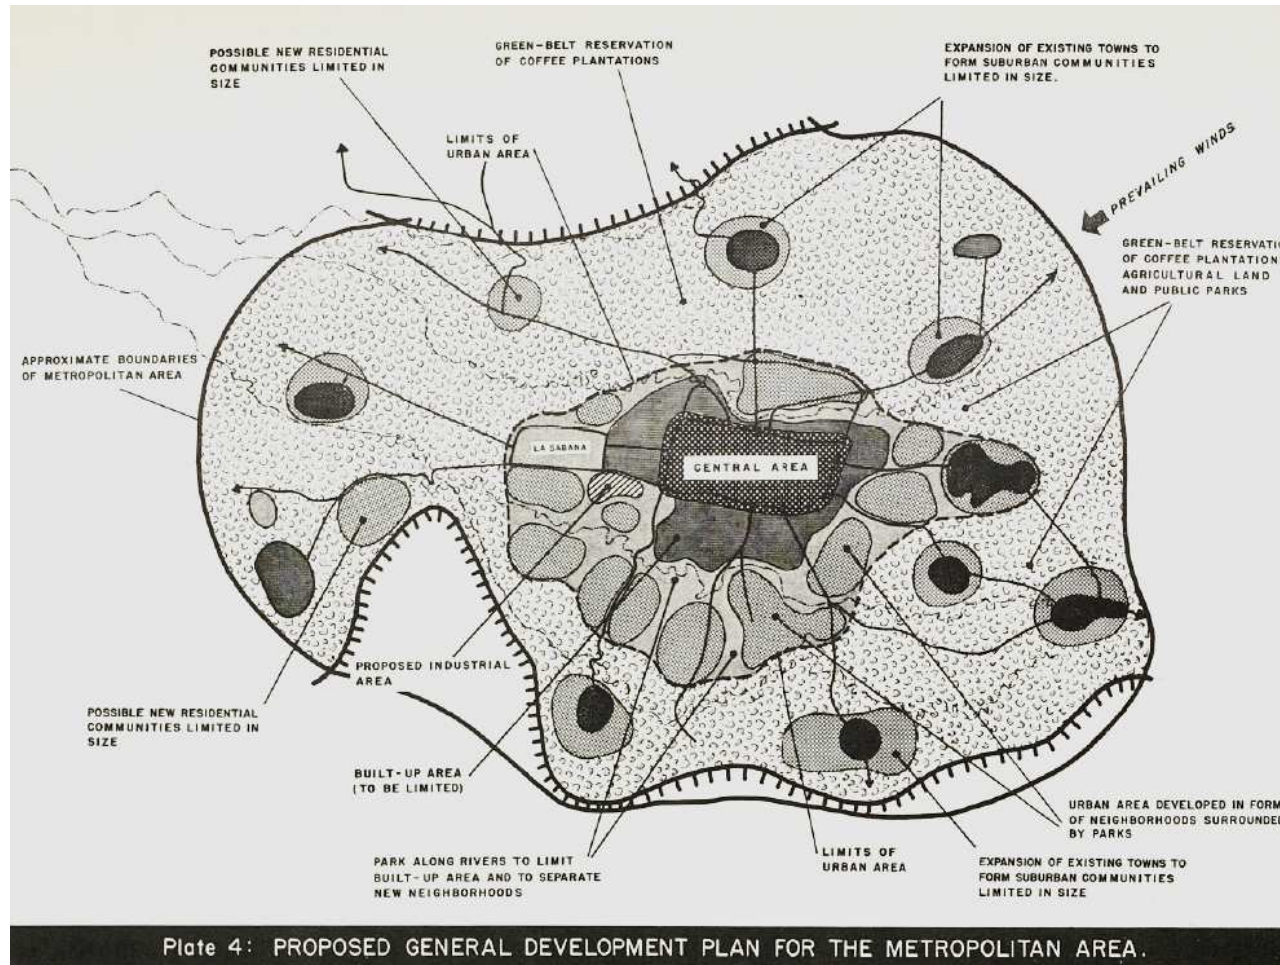 POSSIBLE NEW RESIDENTIAL
COMMUNITIES LIMITED IN
SIZE
GREEN-BELT RESERVATION
OF COFFEE PLANTATIONS
EXPANSION OF EXISTING TOWNS TO
FORM SUBURBAN COMMUNITIES
LIMITED IN SIZE.
LIMITS OF
URBAN AREA
PREVAILING WINDS
GREEN-BELT RESERVATIO
OF COFFEE PLANTATION
AGRICULTURAL LAND
AND PUBLIC PARKS
APPROXIMATE BOUNDARIES
OF METROPOLITAN AREA
LA SABANA
CENTRAL AREA
PROPOSED INDUSTRIAL
AREA
POSSIBLE NEW RESIDENTIAL
COMMUNITIES LIMITED IN
SIZE
BUILT-UP AREA
(TO BE LIMITED)
PARK ALONG RIVERS TO LIMIT
BUILT-UP AREA AND TO SEPARATE
NEW NEIGHBORHOODS
LIMITS OF
URBAN AREA
URBAN AREA DEVELOPED IN FORM
OF NEIGHBORHOODS SURROUNDE
BY PARKS
EXPANSION OF EXISTING TOWNS TO
FORM SUBURBAN COMMUNITIES
LIMITED IN SIZE
Plate 4: PROPOSED GENERAL DEVELOPMENT PLAN FOR THE METROPOLITAN AREA.